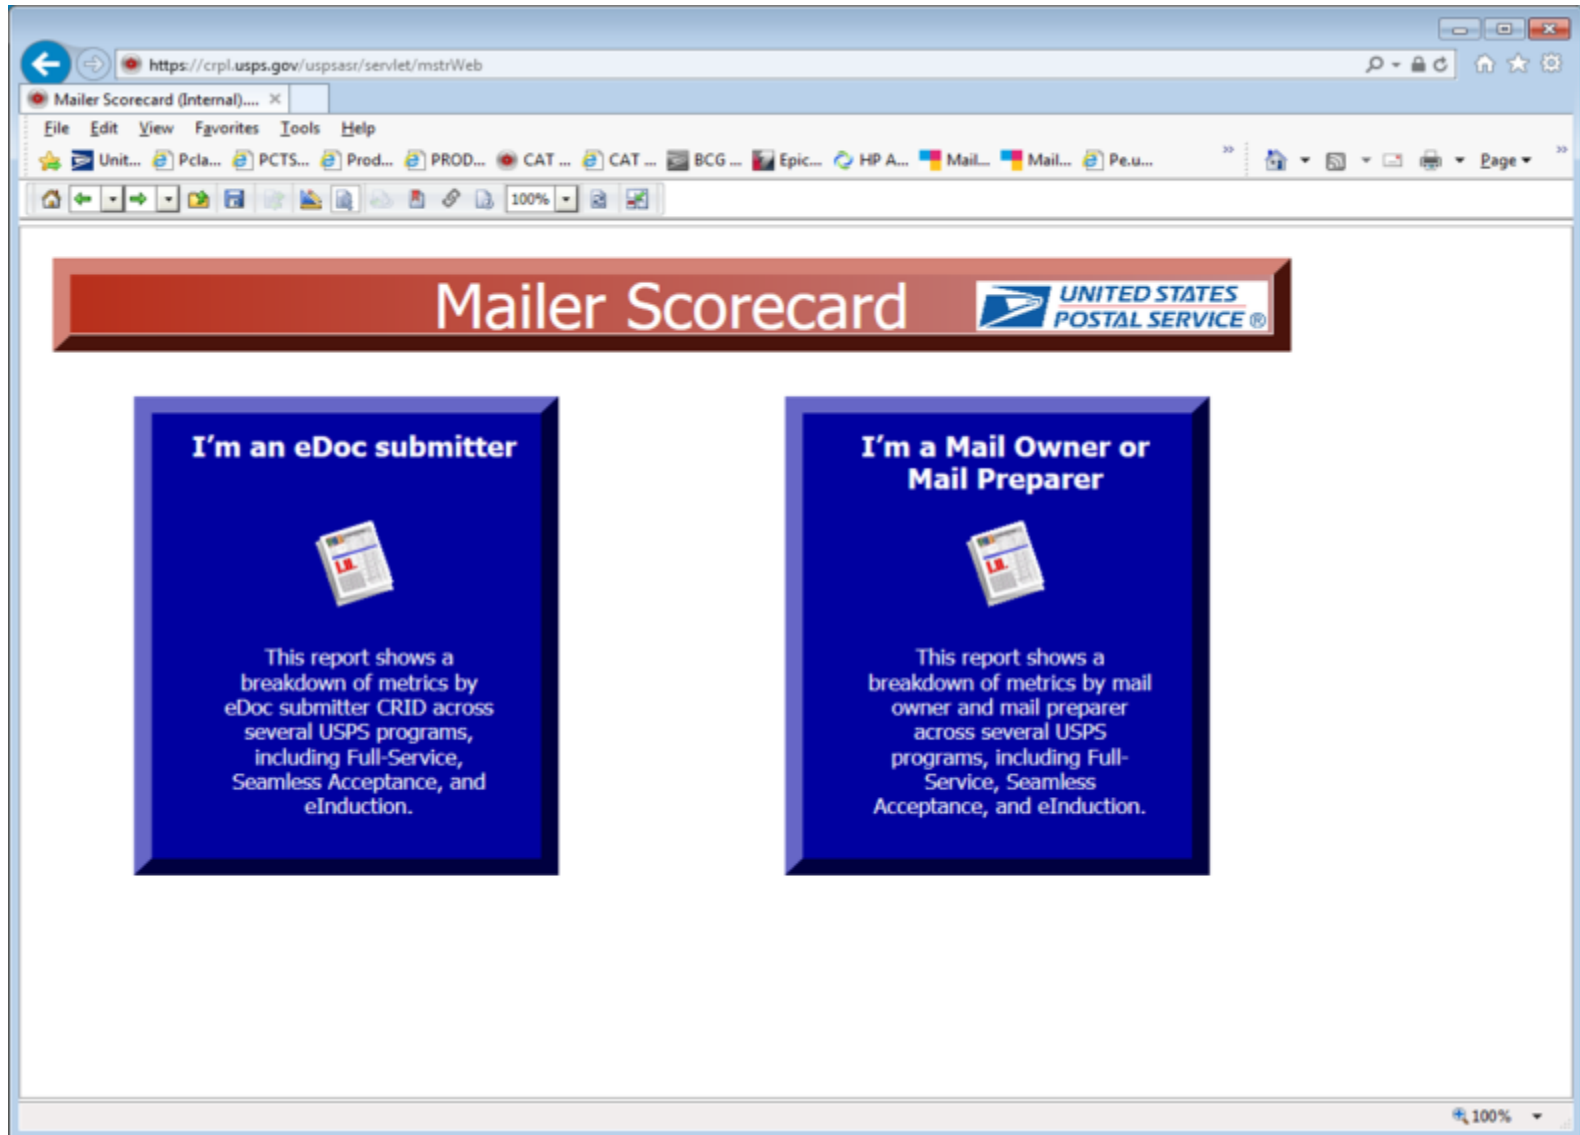 https://crpl.usps.gov/uspsasr/servlet/mstrWeb
Mailer Scorecard (Internal)....
File Edit View Favorites Tools Help
Unit... Pcla... PCTS... Prod... PROD... CAT ... CAT ... BCG ... Epic... HP A... Mail... Mail... Pe.u... Page
100%
Mailer Scorecard
UNITED STATES
POSTAL SERVICE ®
I'm an eDoc submitter
This report shows a
breakdown of metrics by
eDoc submitter CRID across
several USPS programs,
including Full-Service,
Seamless Acceptance, and
eInduction.
I'm a Mail Owner or
Mail Preparer
This report shows a
breakdown of metrics by mail
owner and mail preparer
across several USPS
programs, including Full-
Service, Seamless
Acceptance, and eInduction.
100%